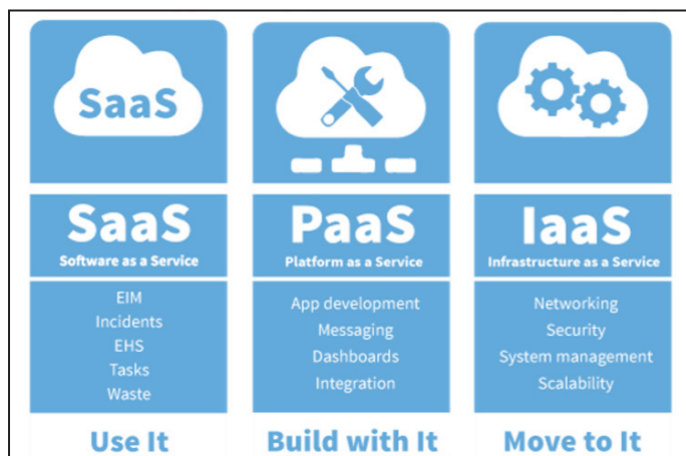 SaaS
SaaS
Software as a Service
EIM
Incidents
EHS
Tasks
Waste
Use It
PaaS
Platform as a Service
App development
Messaging
Dashboards
Integration
Build with It
IaaS
Infrastructure as a Service
Networking
Security
System management
Scalability
Move to It